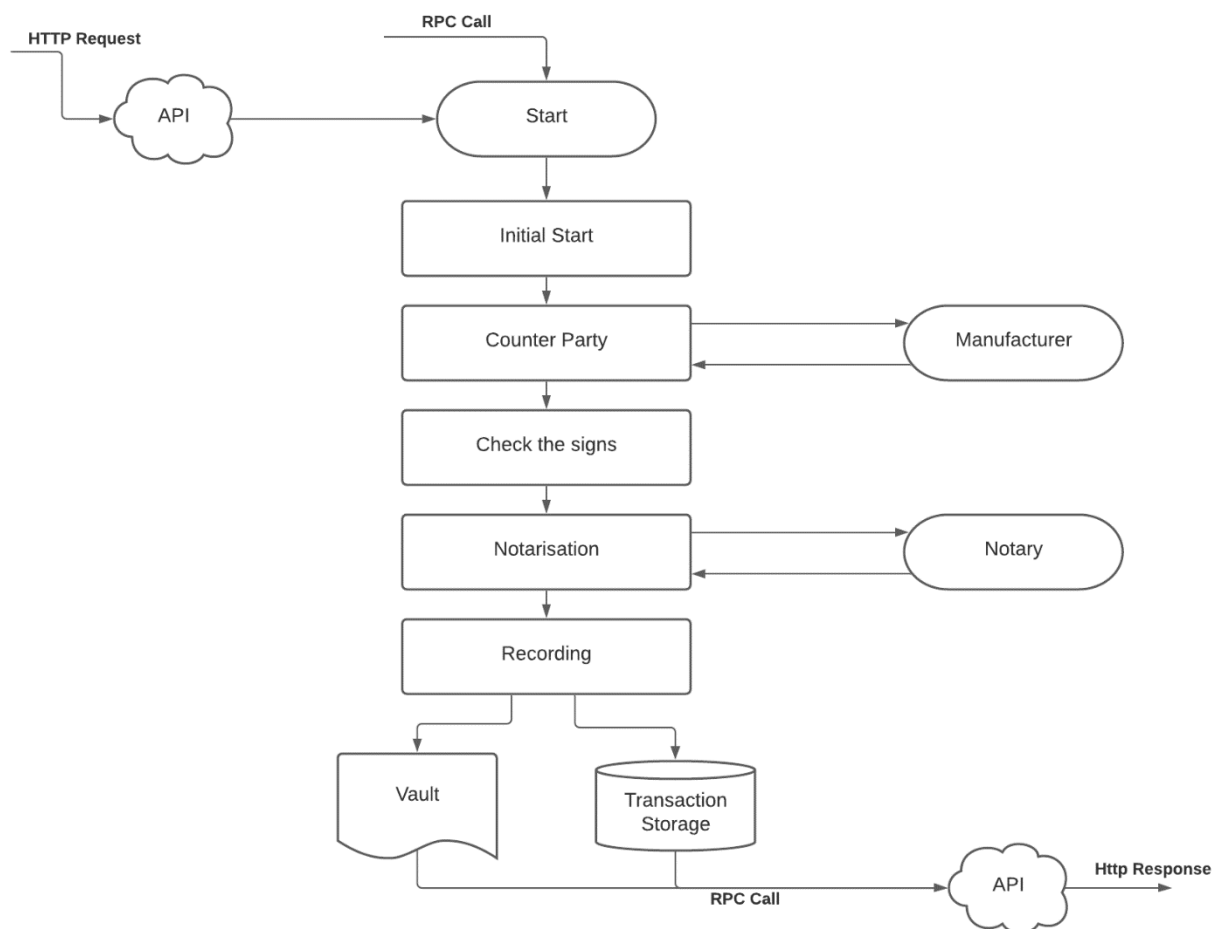 RPC Call
HTTP Request
API
Start
Initial Start
Counter Party
Manufacturer
Check the signs
Notarisation
Notary
Recording
Vault
Transaction
Storage
RPC Call
API
Http Response